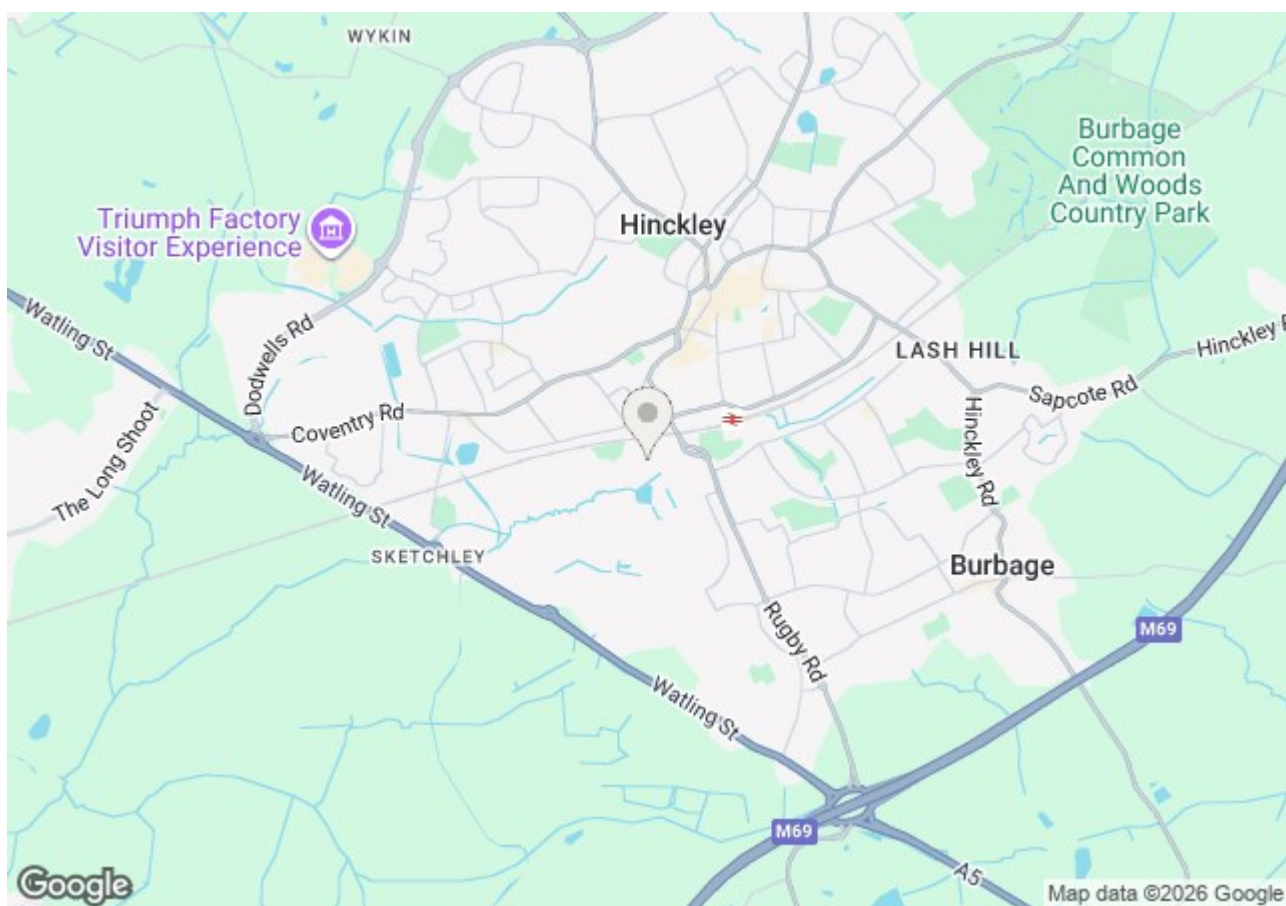 WYKIN
Burbage
Common
And Woods
Country Park
Triumph Factory
Visitor Experience
Hinckley
Watling St
Dodwells Rd
LASH HILL
Hinckley R
Sapcote Rd
Coventry Rd
Hinckley Rd
The Long Shoot
Watling St
SKETCHLEY
Burbage
Rugby Rd
M69
Watling St
M69
A5
Google
Map data ©2026 Google